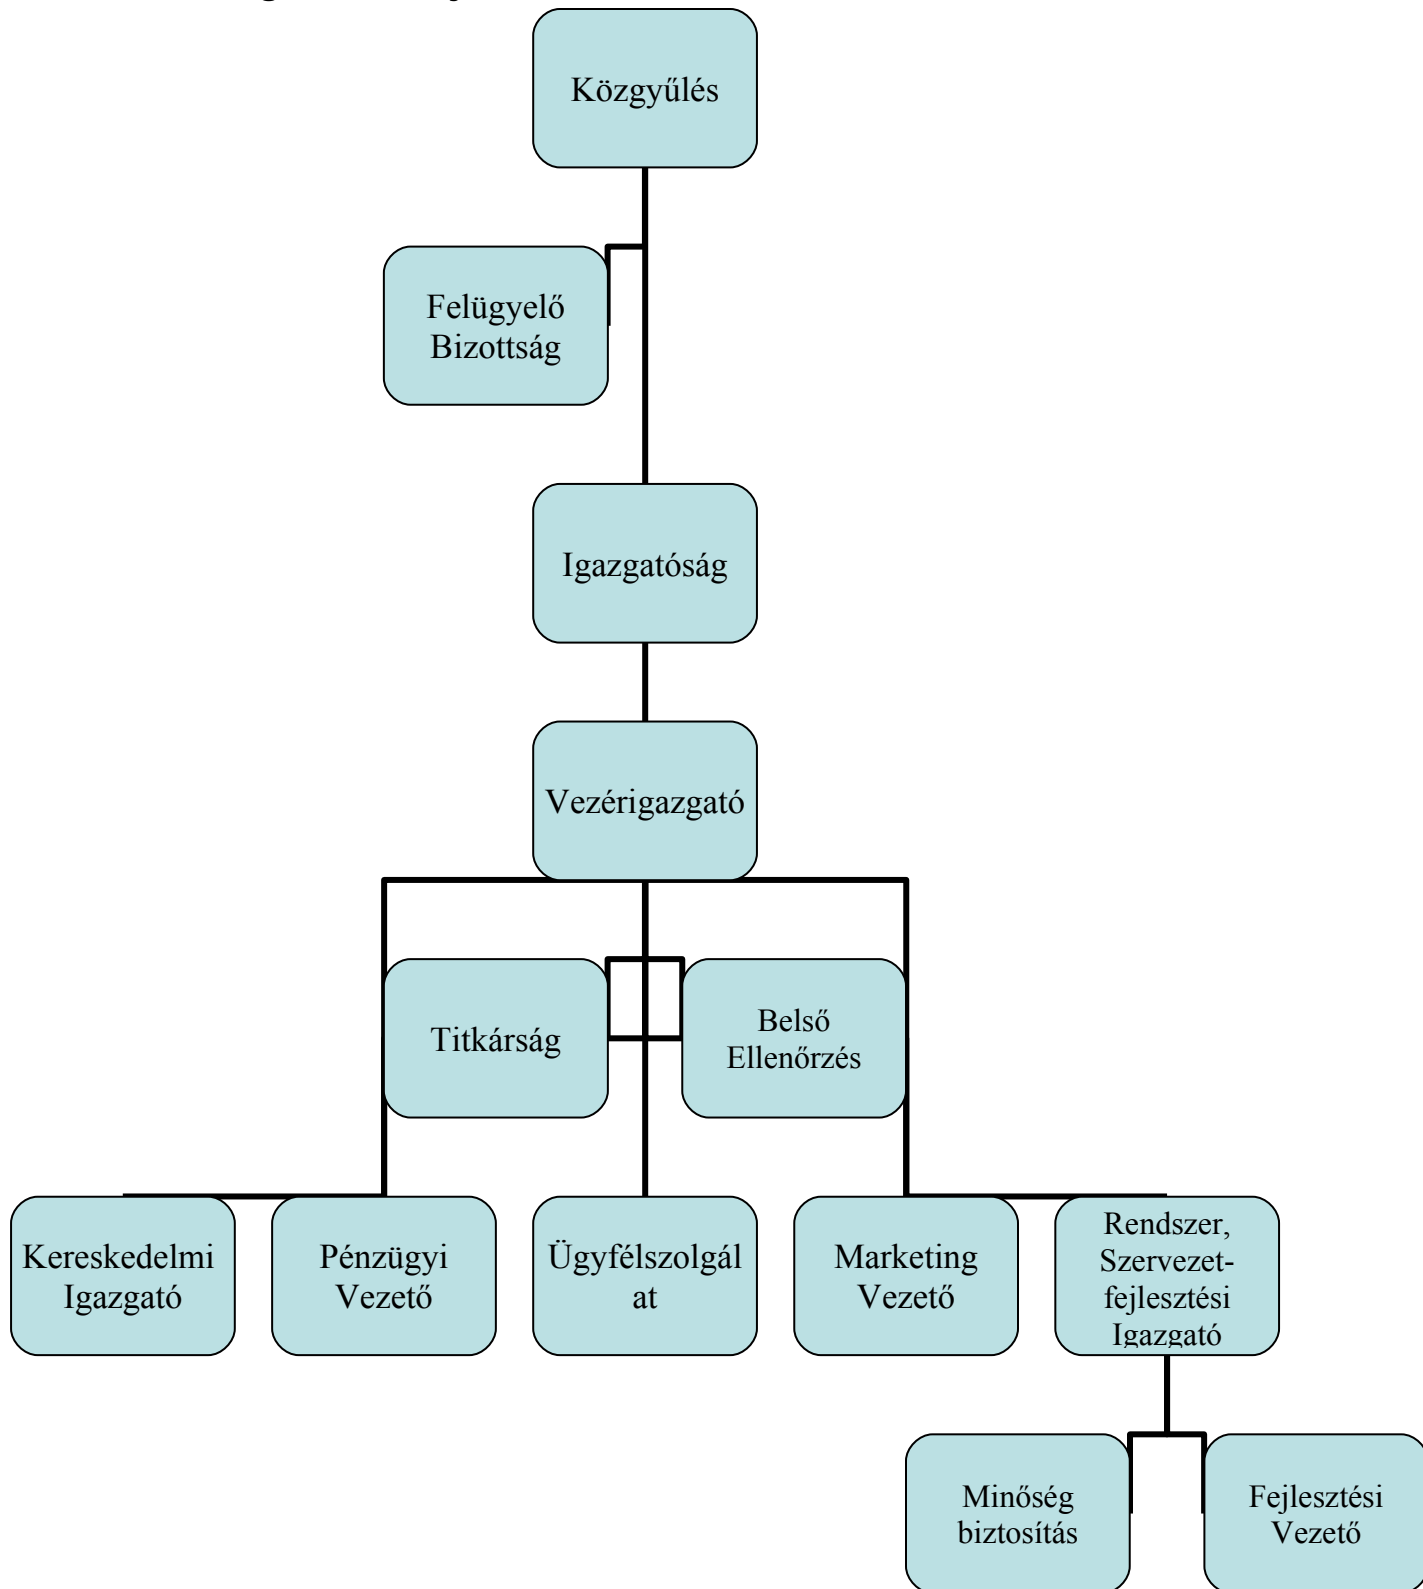 Közgyűlés
Felügyelő
Bizottság
Igazgatóság
Vezérigazgató
Titkárság
Belső
Ellenőrzés
Kereskedelmi
Igazgató
Pénzügyi
Vezető
Ügyfélszolgál
at
Marketing
Vezető
Rendszer,
Szervezet-
fejlesztési
Igazgató
Minőség
biztosítás
Fejlesztési
Vezető